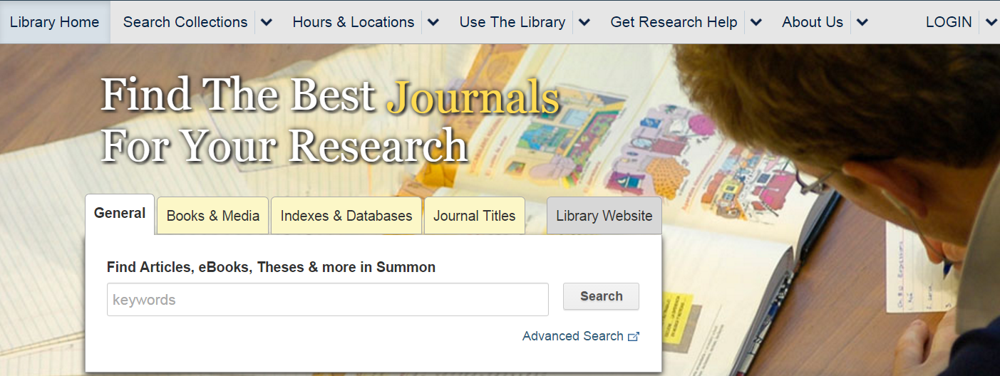 Library Home Search Collections Hours & Locations Use The Library Get Research Help About Us LOGIN
Find The Best Journals
For Your Research
General Books & Media Indexes & Databases Journal Titles Library Website
Find Articles, eBooks, Theses & more in Summon
keywords Search
Advanced Search